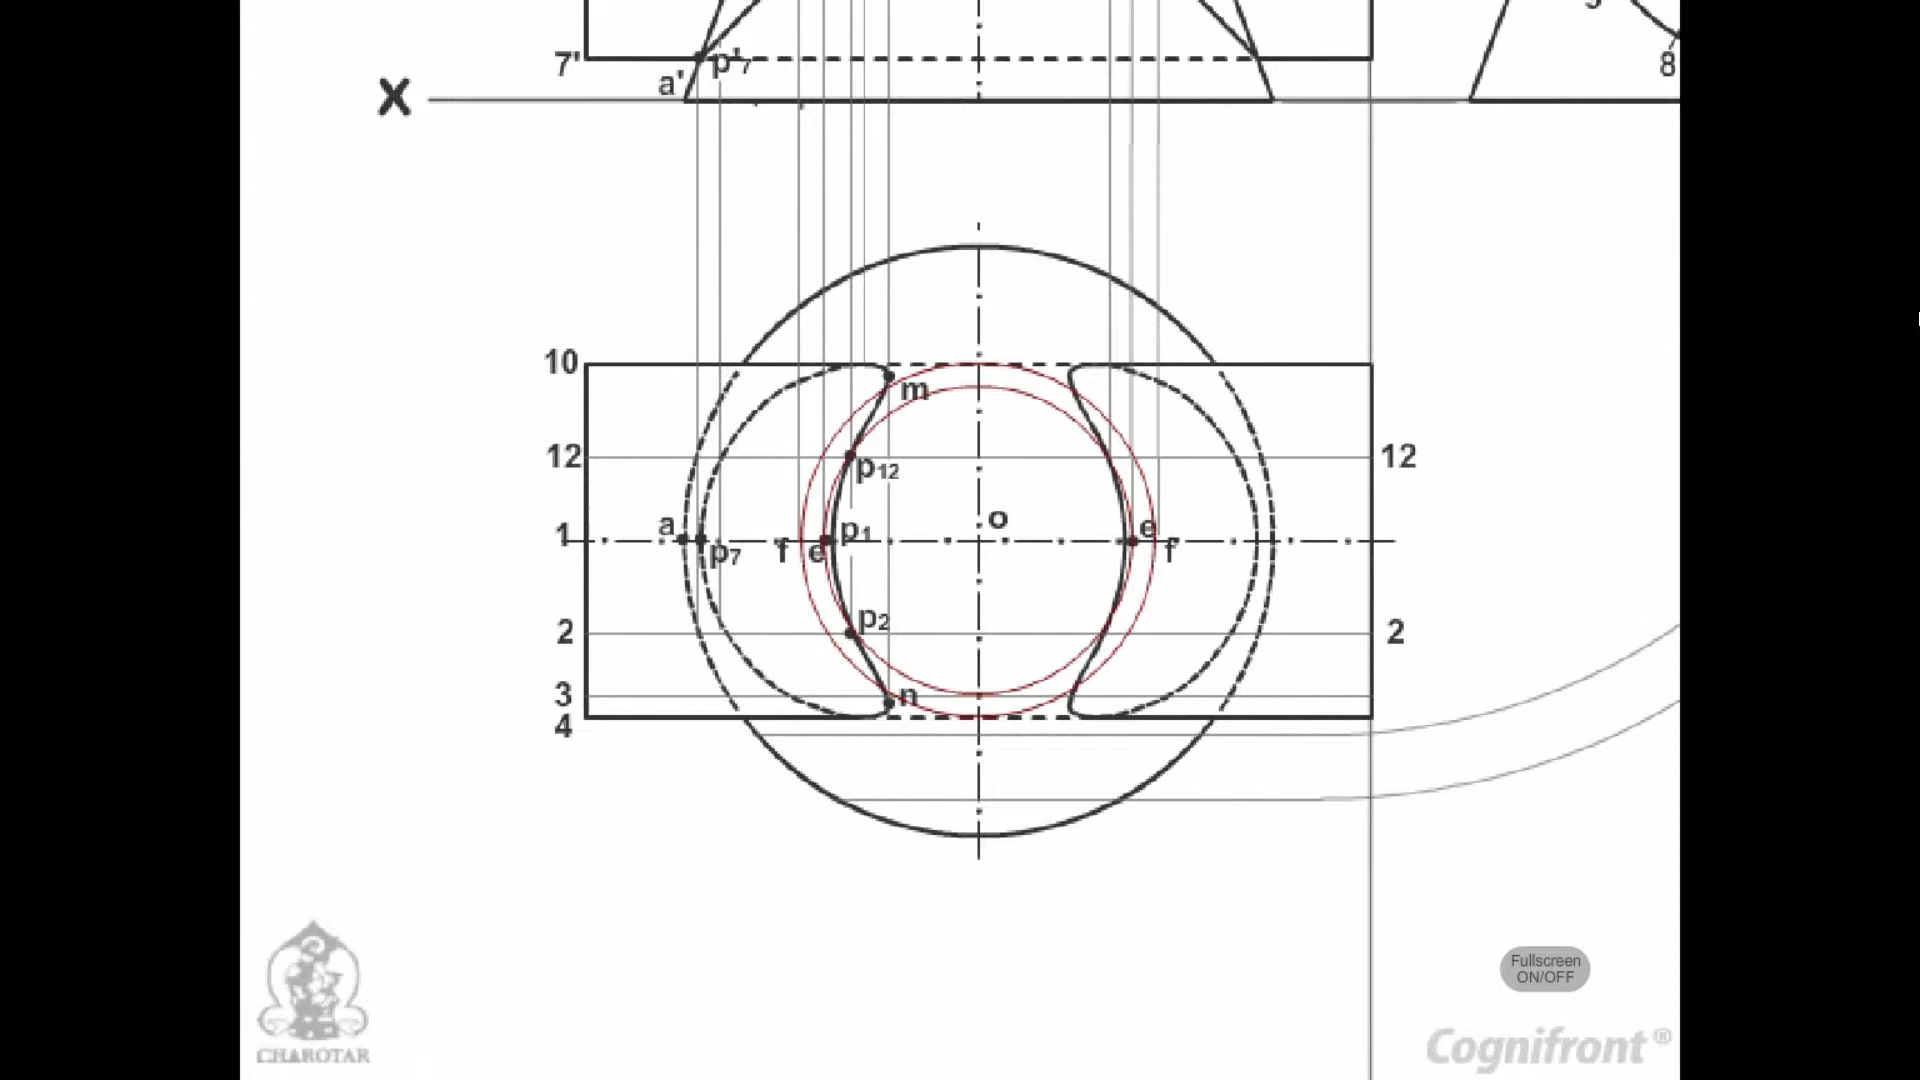 7'
p'7
8
a'
X
10
m
12
12
p12
o
a
1
p1
e
p7
f
e
f
p2
2
2
3
n
4
Fullscreen
ON/OFF
CHAROTAR
Cognifront®